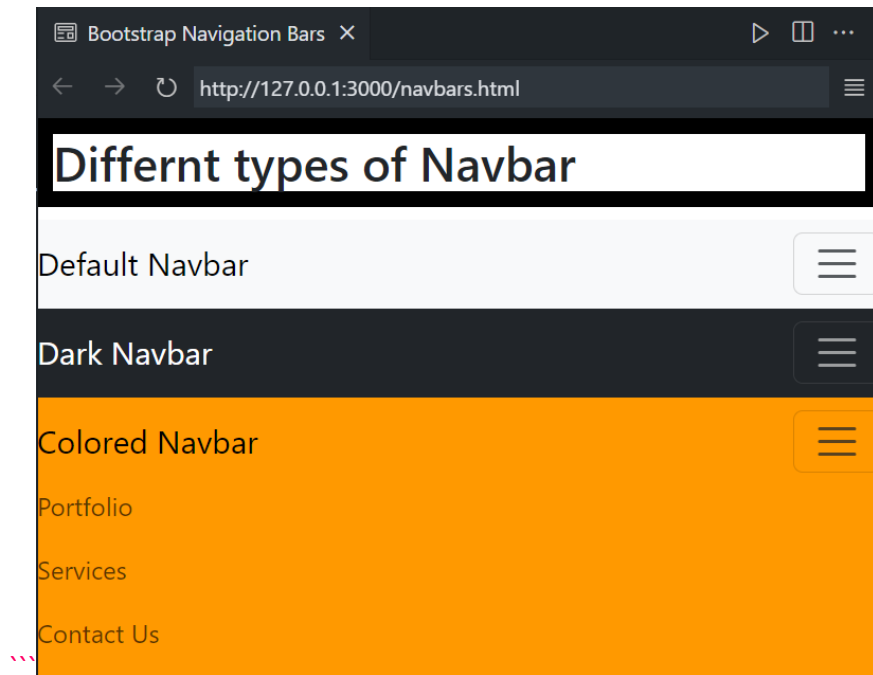 Bootstrap Navigation Bars
http://127.0.0.1:3000/navbars.html
Differnt types of Navbar
Default Navbar
Dark Navbar
Colored Navbar
Portfolio
Services
Contact Us
```